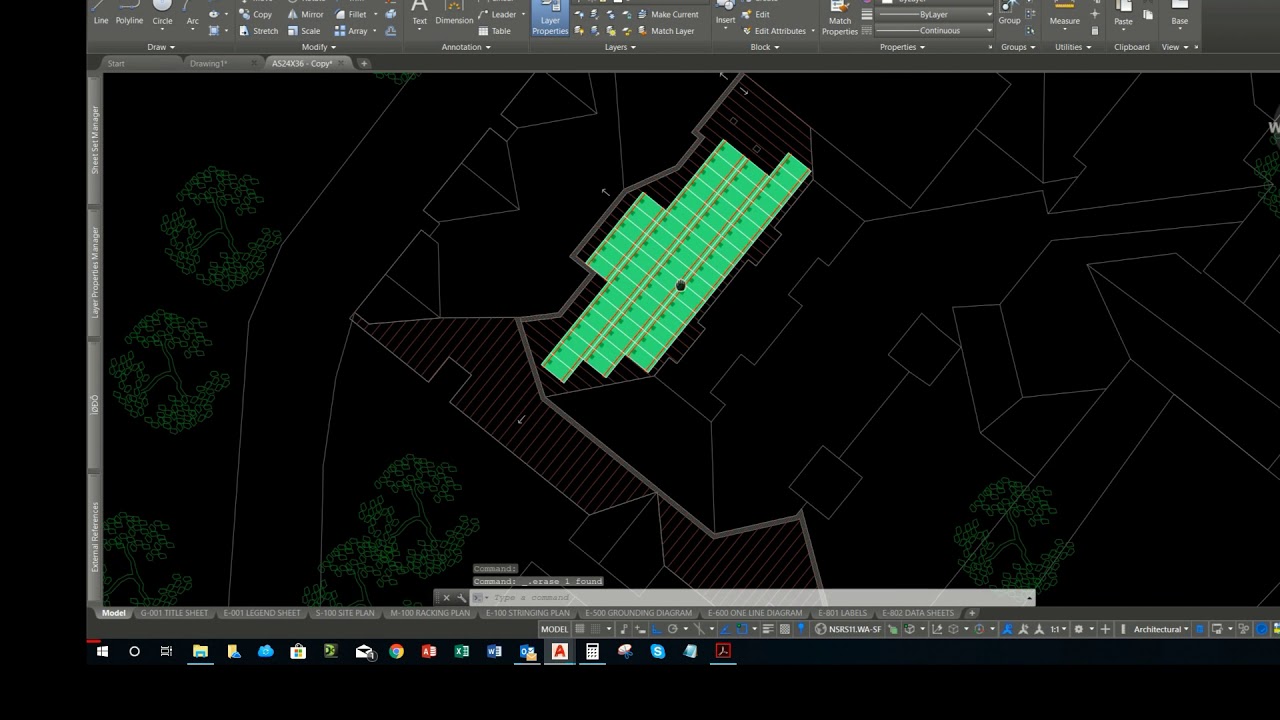 Line Polyline Circle Arc
Copy Mirror Fillet
Stretch Scale Array
Text Dimension Leader
Table
Layer
Properties
Make Current
Match Layer
Insert Edit
Edit Attributes
Match
Properties
ByLayer
Continuous
Group Measure Paste Base
Draw Modify Annotation Layers Block Properties Groups Utilities Clipboard View
Start Drawing1* AS24X36 - Copy*
Sheet Set Manager
Layer Properties Manager
External References
Command:
Command: _.erase 1 found
Type a command
Model G-001 TITLE SHEET E-001 LEGEND SHEET S-100 SITE PLAN M-100 RACKING PLAN E-100 STRINGING PLAN E-500 GROUNDING DIAGRAM E-600 ONE LINE DIAGRAM E-801 LABELS E-802 DATA SHEETS
MODEL NSRS11.WA-SF 1:1 Architectural